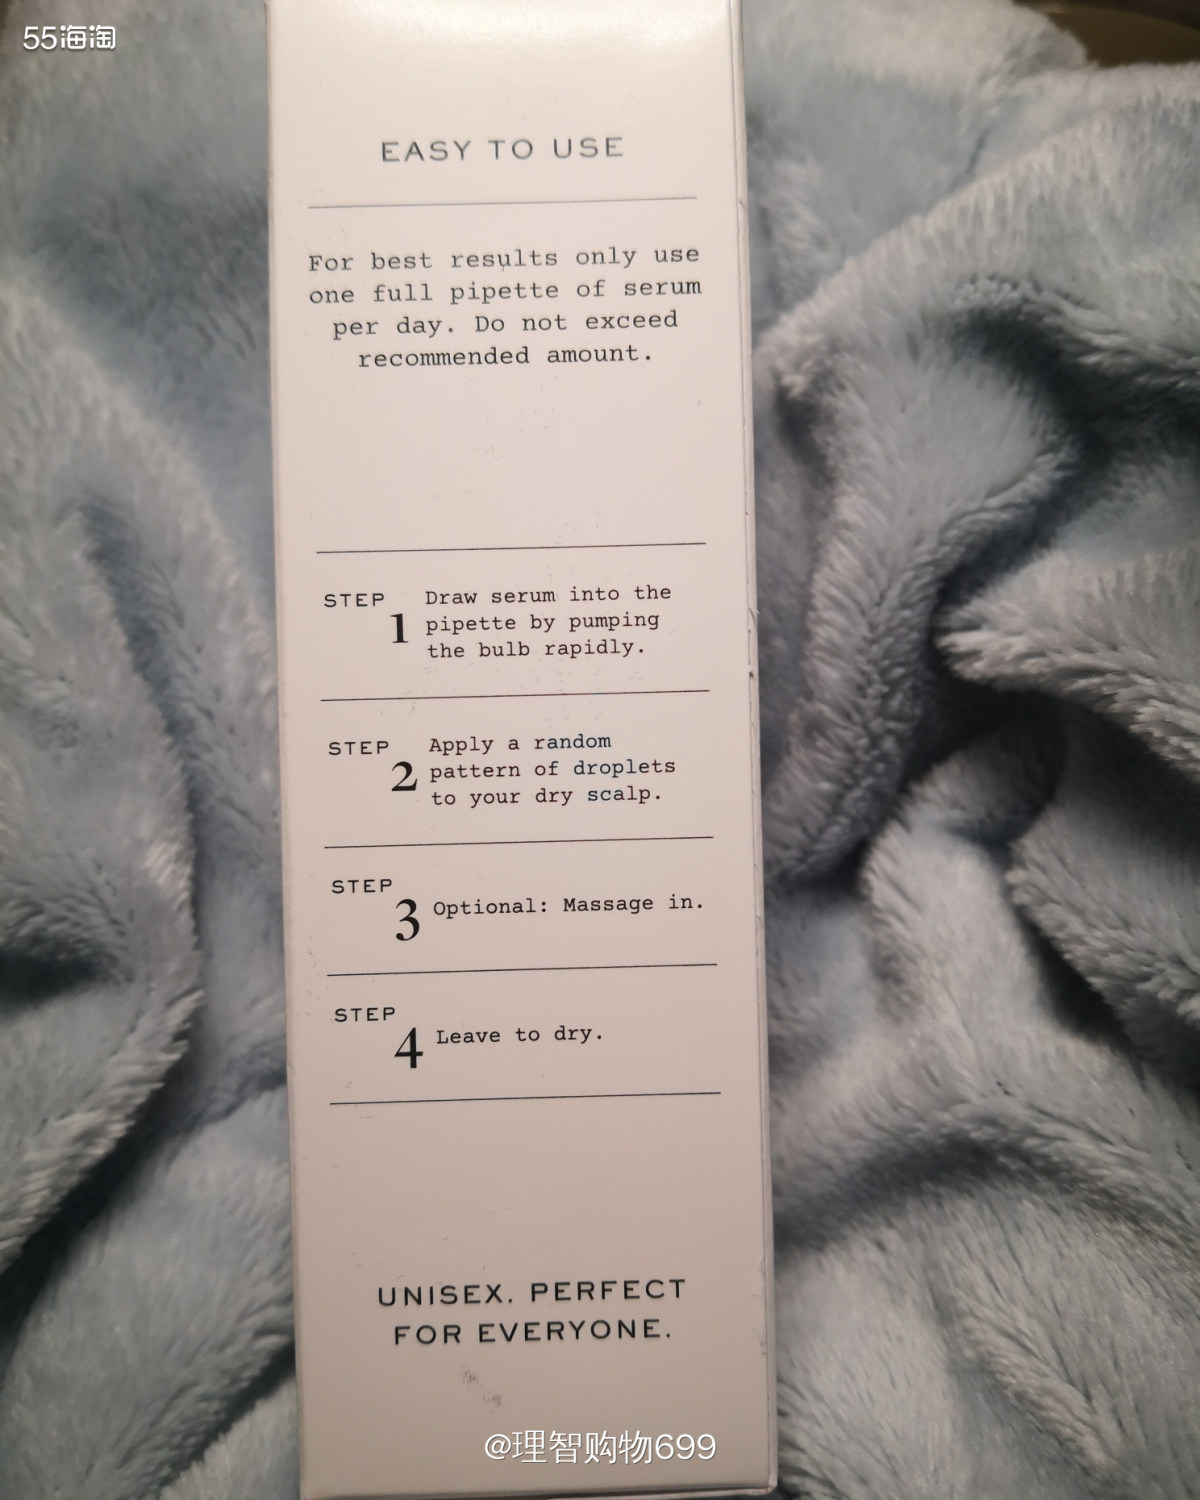 55海淘
EASY TO USE
For best results only use
one full pipette of serum
per day. Do not exceed
recommended amount.
STEP 1
Draw serum into the
pipette by pumping
the bulb rapidly.
STEP 2
Apply a random
pattern of droplets
to your dry scalp.
STEP 3
Optional: Massage in.
STEP 4
Leave to dry.
UNISEX. PERFECT
FOR EVERYONE.
@理智购物699